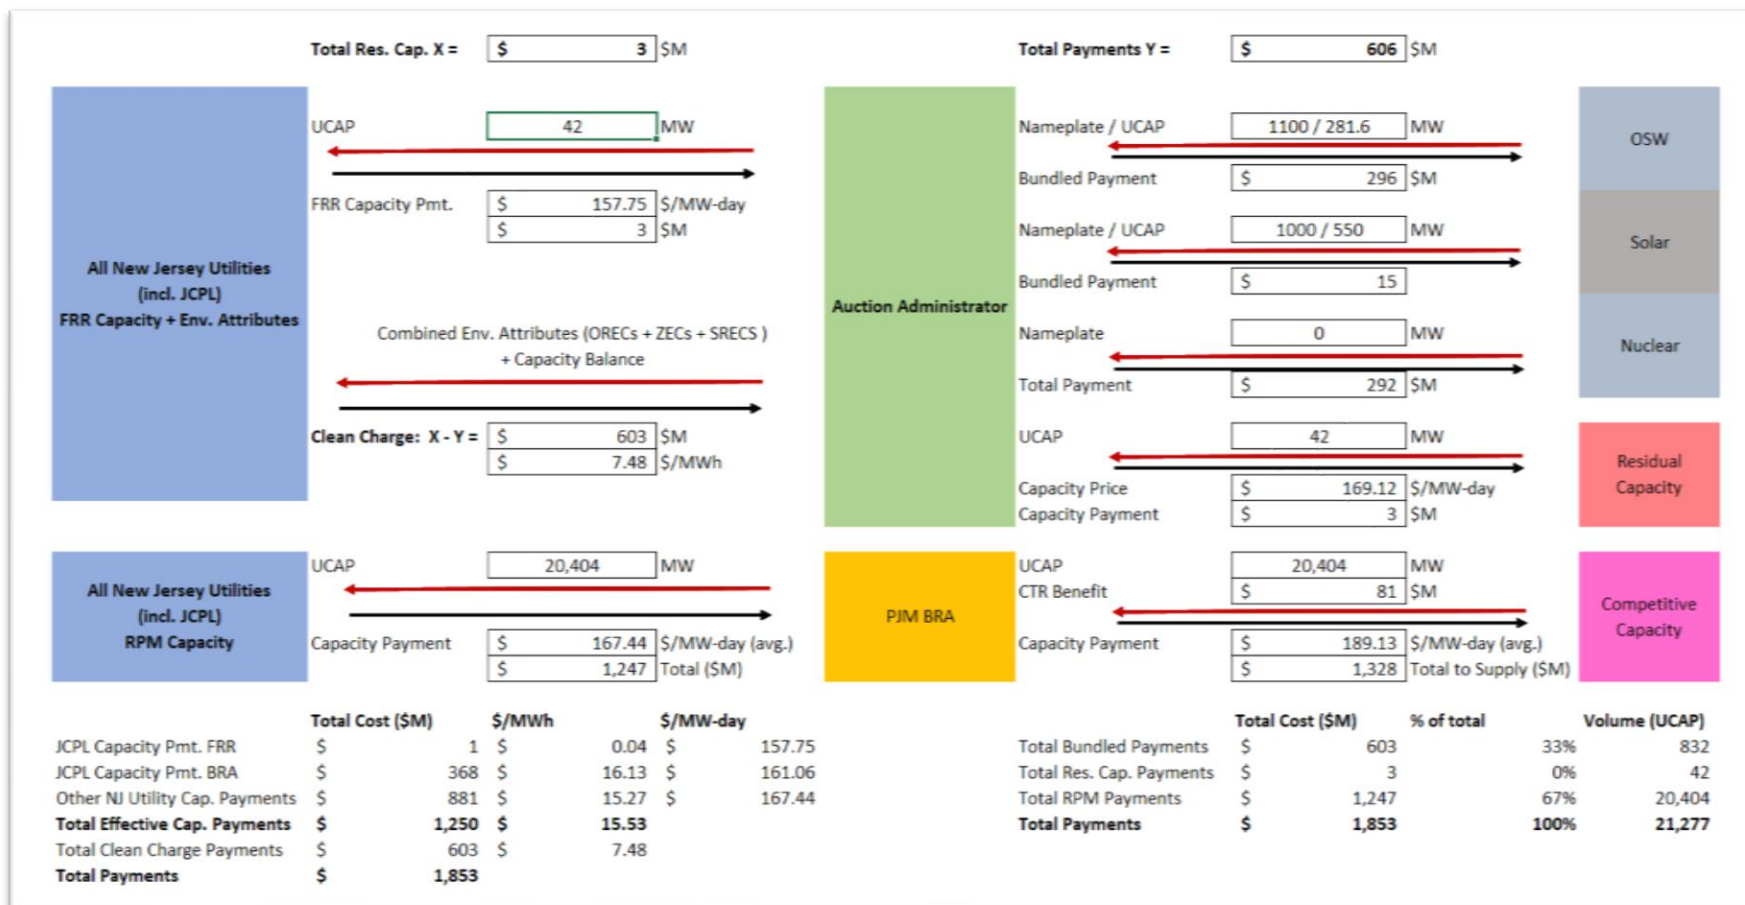 Total Res. Cap. X = $ 3 $M
Total Payments Y = $ 606 $M
All New Jersey Utilities
(incl. JCPL)
FRR Capacity + Env. Attributes
UCAP 42 MW
FRR Capacity Pmt. $ 157.75 $/MW-day
$ 3 $M
Combined Env. Attributes (ORECs + ZECs + SRECS )
+ Capacity Balance
Clean Charge: X - Y = $ 603 $M
$ 7.48 $/MWh
Auction Administrator
Nameplate / UCAP 1100 / 281.6 MW
Bundled Payment $ 296 $M
OSW
Nameplate / UCAP 1000 / 550 MW
Bundled Payment $ 15
Solar
Nameplate 0 MW
Total Payment $ 292 $M
Nuclear
UCAP 42 MW
Capacity Price $ 169.12 $/MW-day
Capacity Payment $ 3 $M
Residual
Capacity
All New Jersey Utilities
(incl. JCPL)
RPM Capacity
UCAP 20,404 MW
Capacity Payment $ 167.44 $/MW-day (avg.)
$ 1,247 Total ($M)
PJM BRA
UCAP 20,404 MW
CTR Benefit $ 81 $M
Capacity Payment $ 189.13 $/MW-day (avg.)
$ 1,328 Total to Supply ($M)
Competitive
Capacity
Total Cost ($M) $/MWh $/MW-day
JCPL Capacity Pmt. FRR $ 1 $ 0.04 $ 157.75
JCPL Capacity Pmt. BRA $ 368 $ 16.13 $ 161.06
Other NJ Utility Cap. Payments $ 881 $ 15.27 $ 167.44
Total Effective Cap. Payments $ 1,250 $ 15.53
Total Clean Charge Payments $ 603 $ 7.48
Total Payments $ 1,853
Total Cost ($M) % of total Volume (UCAP)
Total Bundled Payments $ 603 33% 832
Total Res. Cap. Payments $ 3 0% 42
Total RPM Payments $ 1,247 67% 20,404
Total Payments $ 1,853 100% 21,277